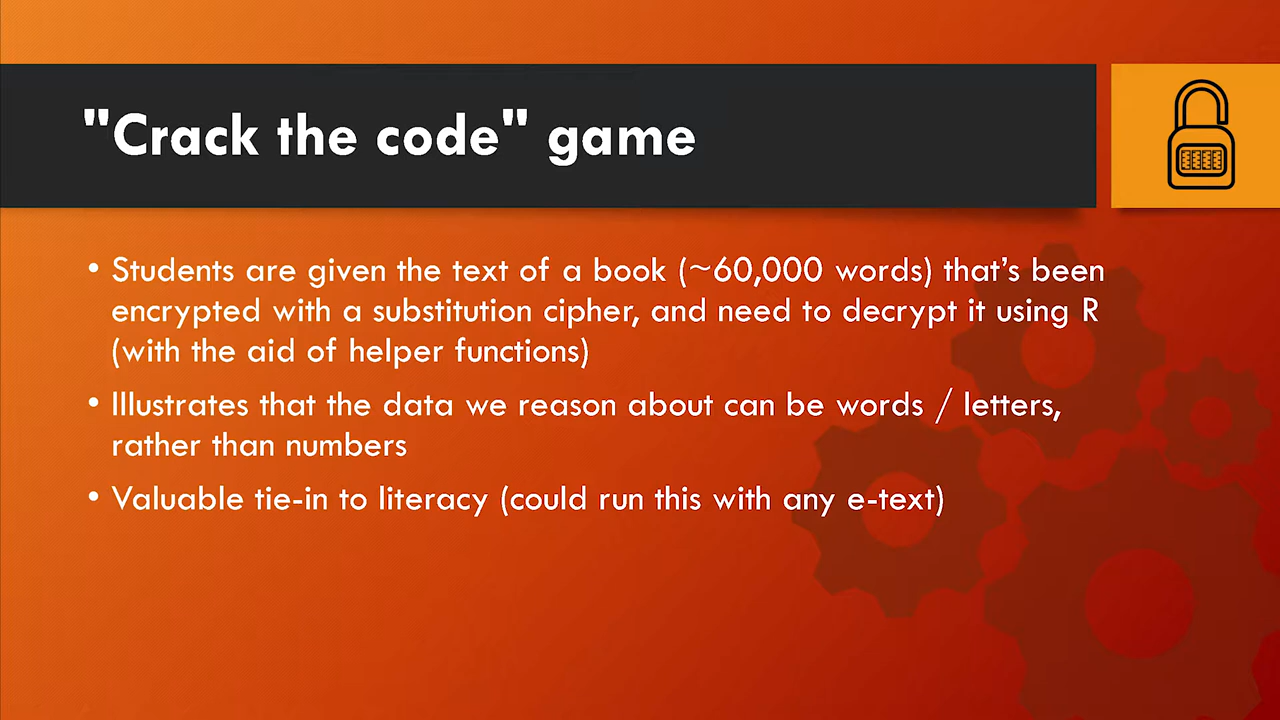 "Crack the code" game
• Students are given the text of a book (~60,000 words) that's been
encrypted with a substitution cipher, and need to decrypt it using R
(with the aid of helper functions)
• Illustrates that the data we reason about can be words / letters,
rather than numbers
• Valuable tie-in to literacy (could run this with any e-text)